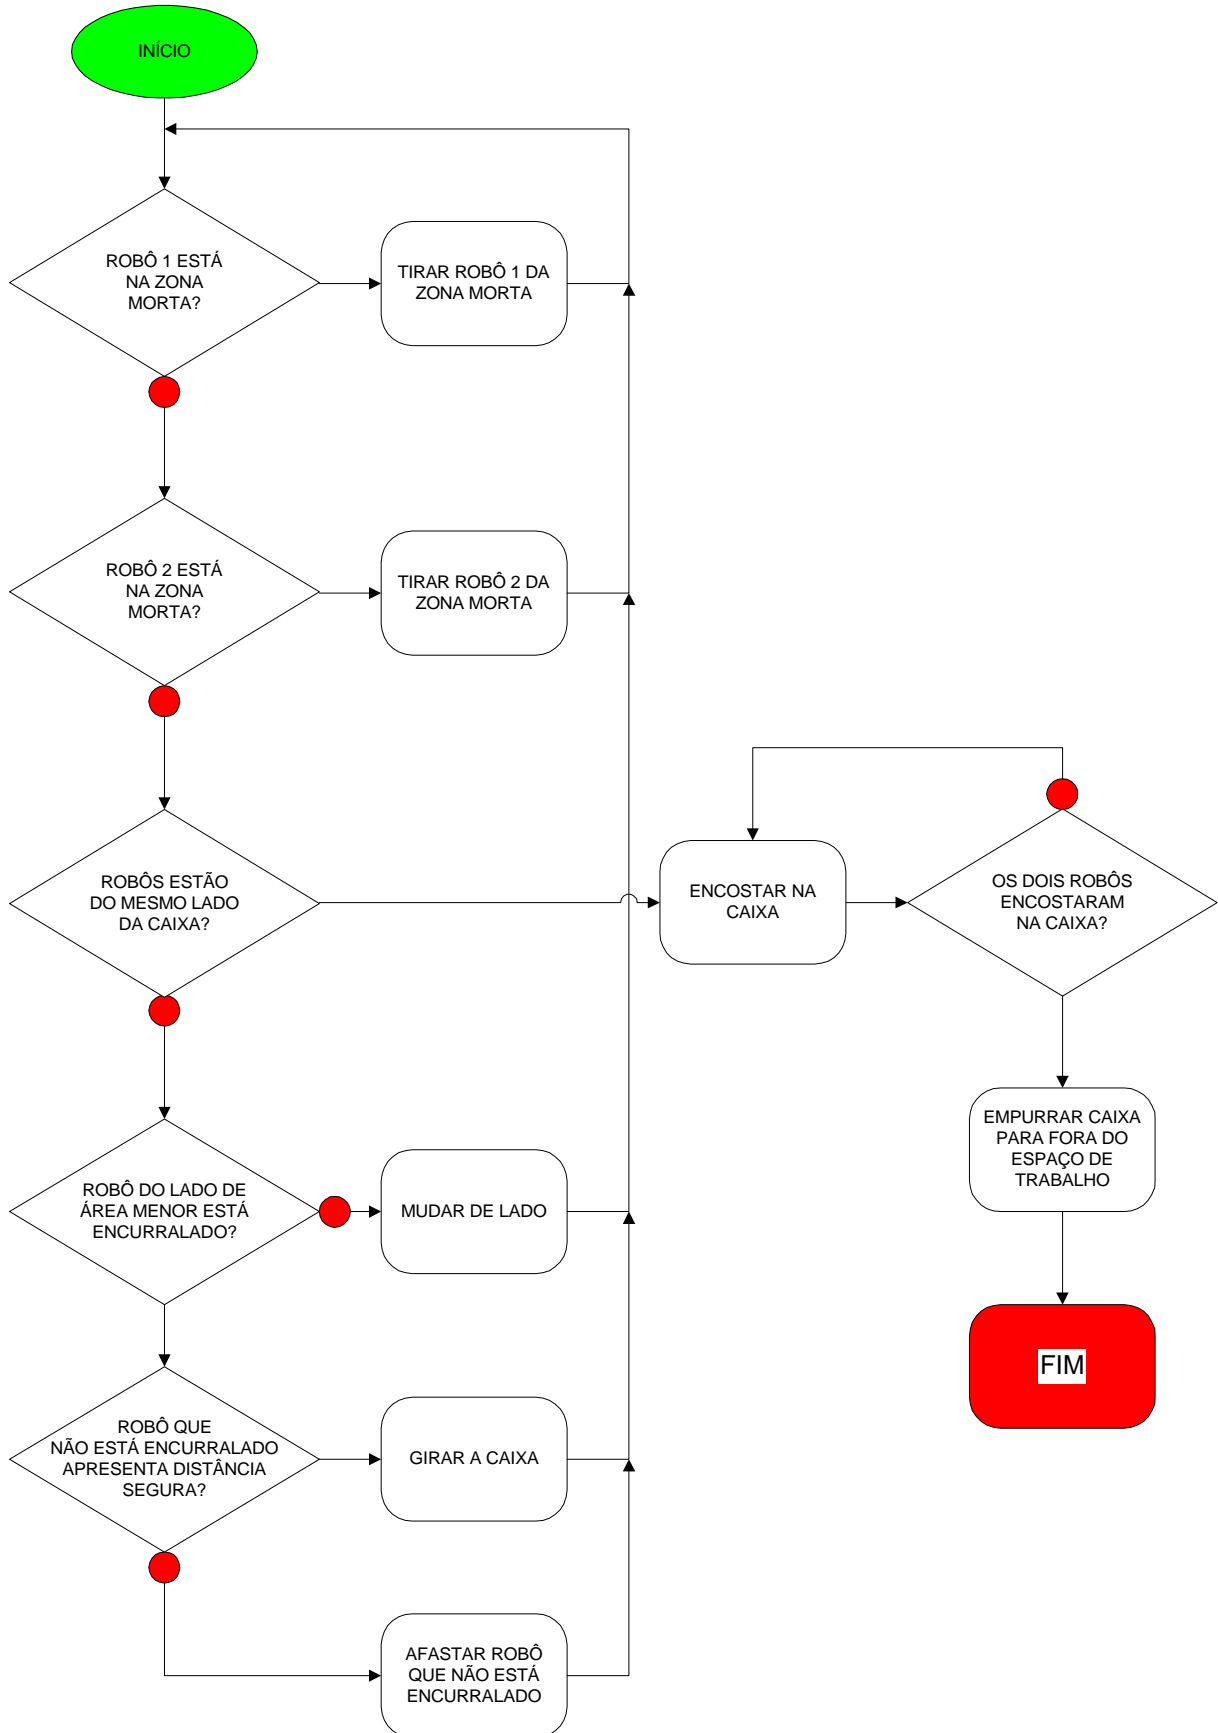 INÍCIO
ROBÔ 1 ESTÁ
NA ZONA
MORTA?
TIRAR ROBÔ 1 DA
ZONA MORTA
ROBÔ 2 ESTÁ
NA ZONA
MORTA?
TIRAR ROBÔ 2 DA
ZONA MORTA
ROBÔS ESTÃO
DO MESMO LADO
DA CAIXA?
ENCOSTAR NA
CAIXA
OS DOIS ROBÔS
ENCOSTARAM
NA CAIXA?
EMPURRAR CAIXA
PARA FORA DO
ESPAÇO DE
TRABALHO
ROBÔ DO LADO DE
ÁREA MENOR ESTÁ
ENCURRALADO?
MUDAR DE LADO
FIM
ROBÔ QUE
NÃO ESTÁ ENCURRALADO
APRESENTA DISTÂNCIA
SEGURA?
GIRAR A CAIXA
AFASTAR ROBÔ
QUE NÃO ESTÁ
ENCURRALADO